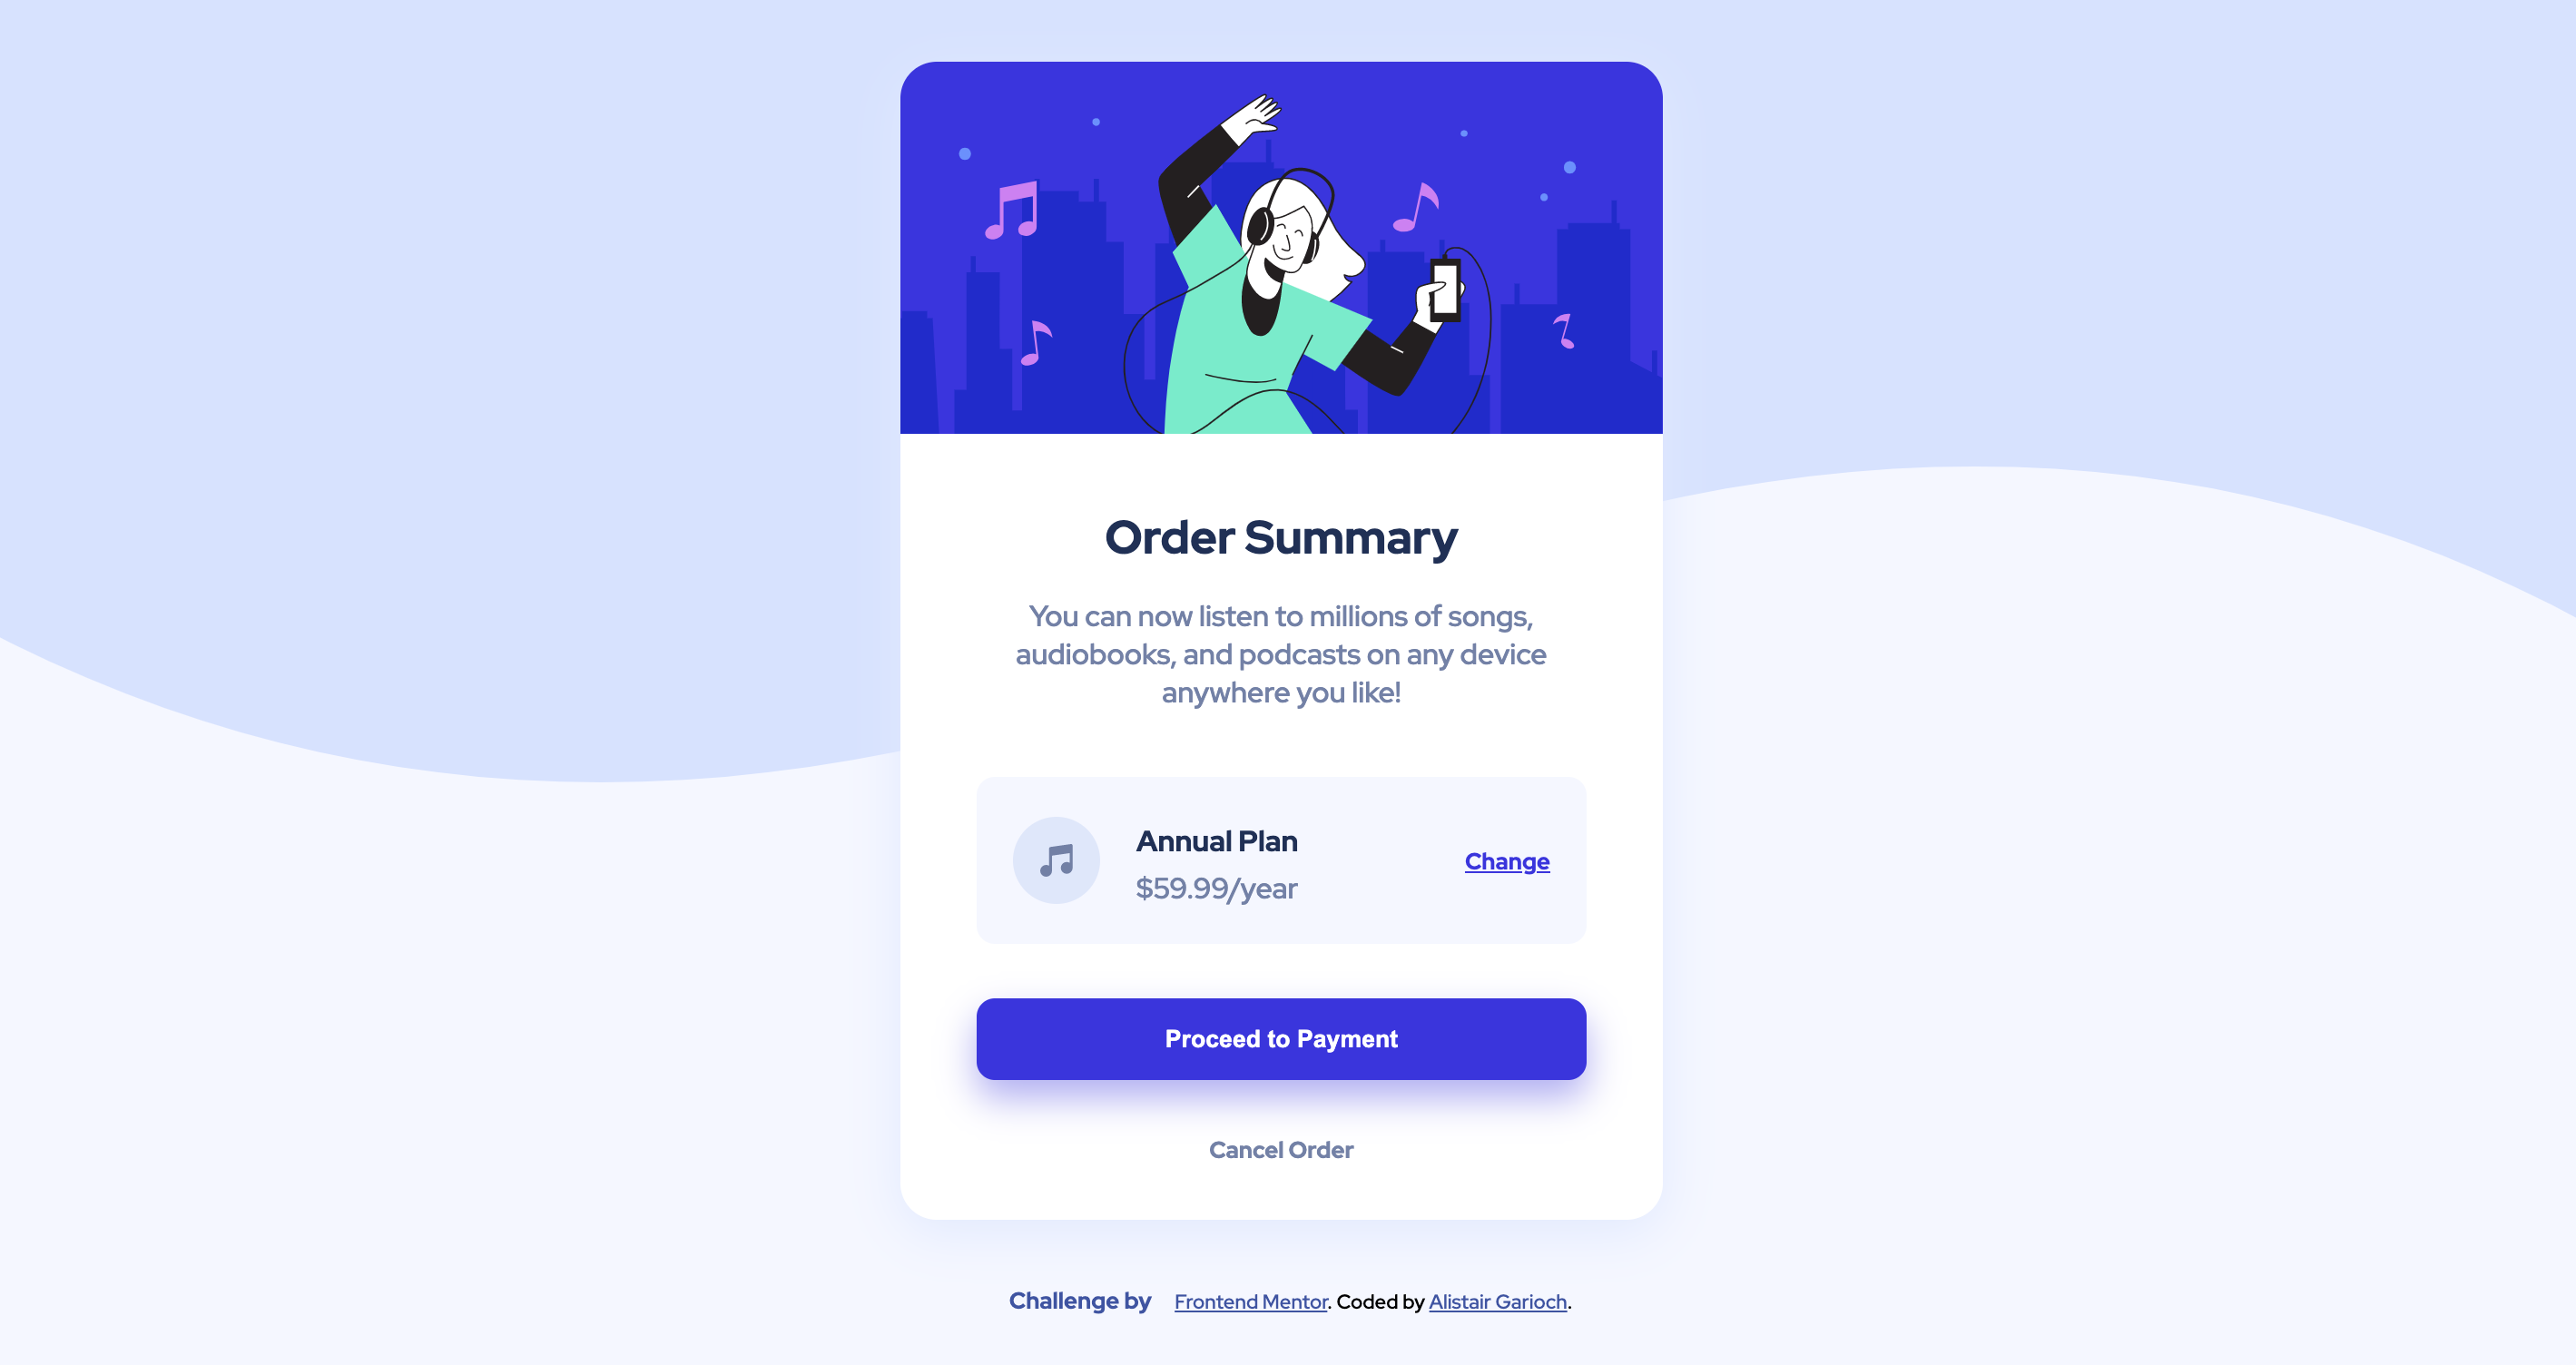 Order Summary
You can now listen to millions of songs,
audiobooks, and podcasts on any device
anywhere you like!
Annual Plan
$59.99/year
Change
Proceed to Payment
Cancel Order
Challenge by Frontend Mentor. Coded by Alistair Garioch.